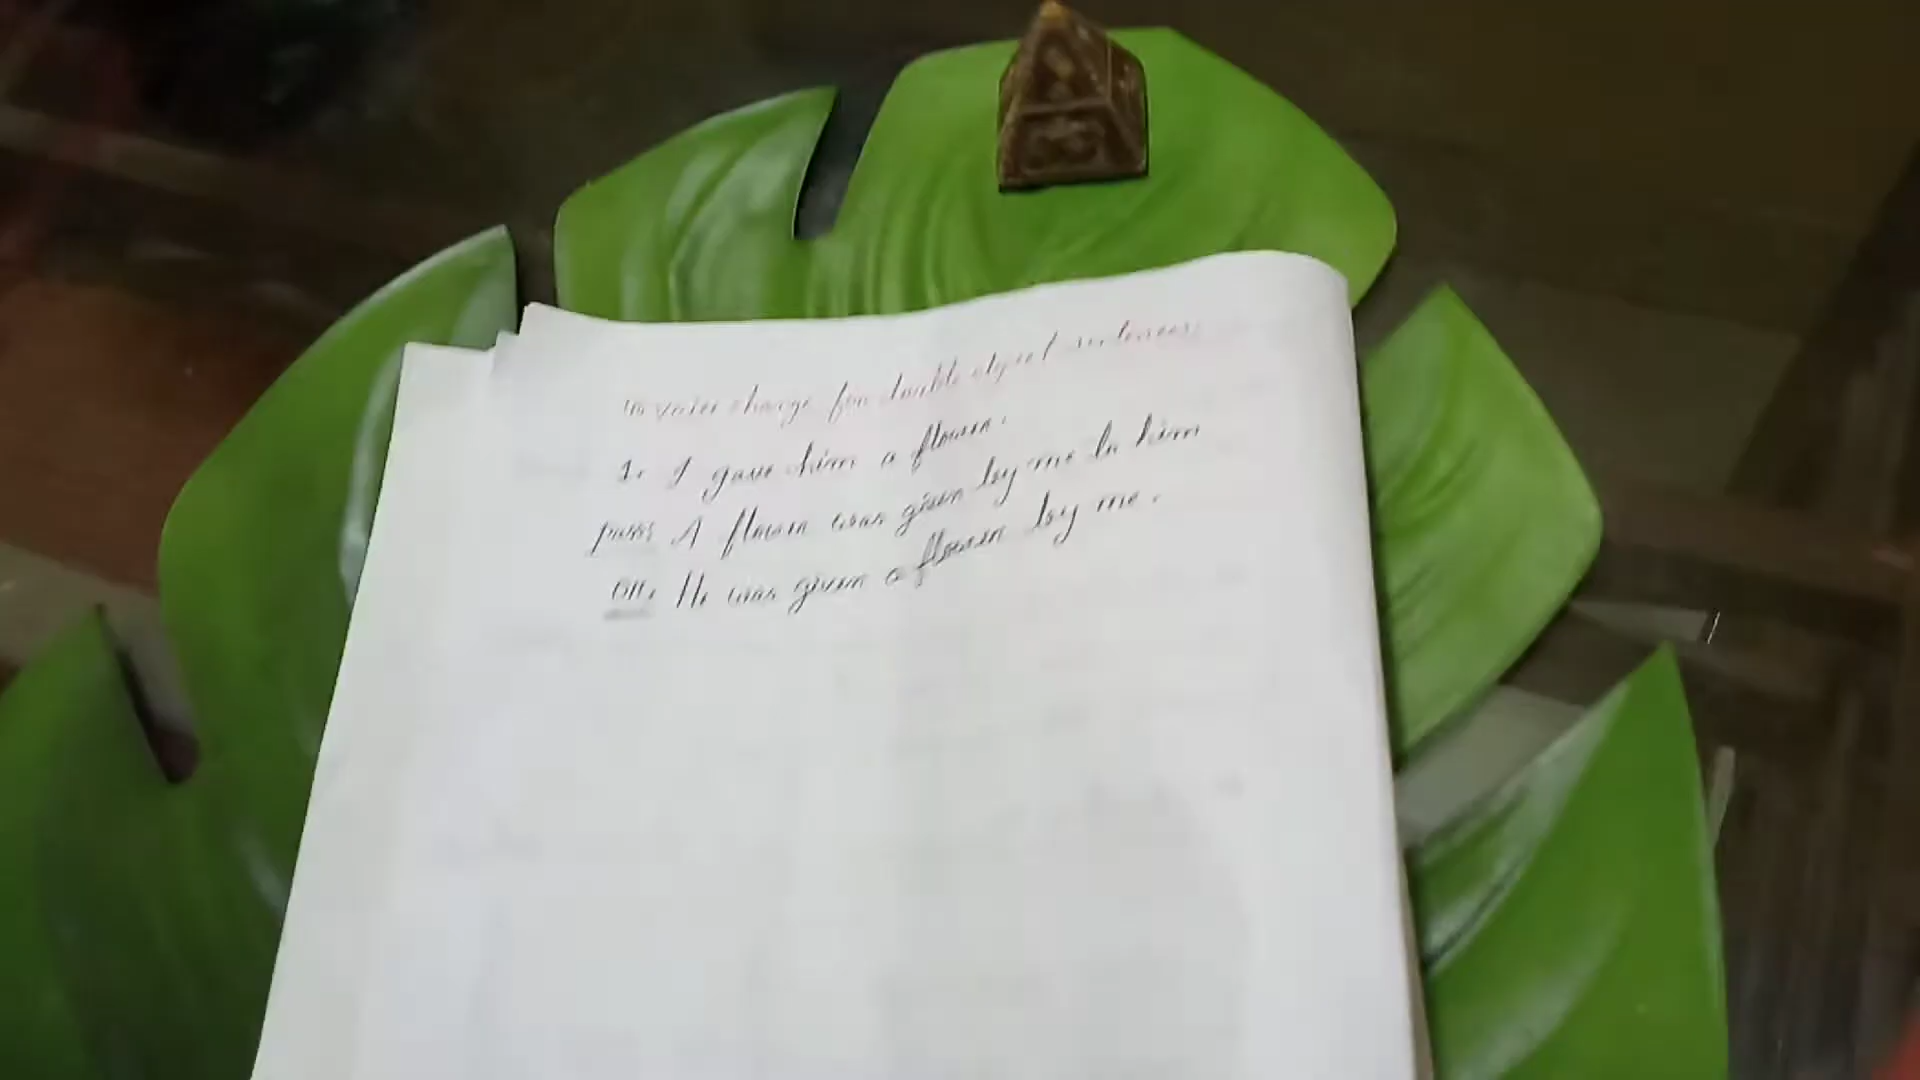 voice change for double object sentences:
1. I gave him a flower.
pass: A flower was given by me to him
Or, He was given a flower by me.